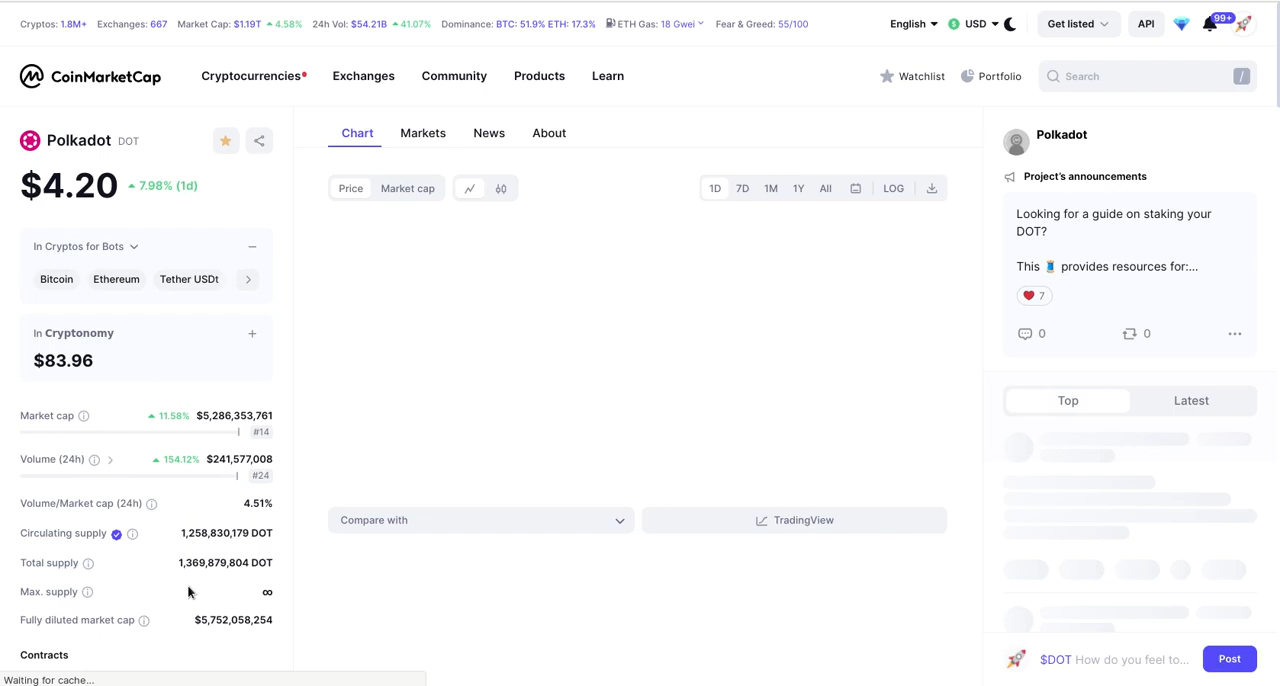 Cryptos: 1.8M+ Exchanges: 667 Market Cap: $1.19T 4.58% 24h Vol: $54.21B 41.07% Dominance: BTC: 51.9% ETH: 17.3% ETH Gas: 18 Gwei Fear & Greed: 55/100
English USD Get listed API 99+
CoinMarketCap Cryptocurrencies Exchanges Community Products Learn Watchlist Portfolio Search /
Polkadot DOT
$4.20 7.98% (1d)
In Cryptos for Bots
Bitcoin Ethereum Tether USDt
In Cryptonomy
$83.96
Market cap 11.58% $5,286,353,761
#14
Volume (24h) 154.12% $241,577,008
#24
Volume/Market cap (24h) 4.51%
Circulating supply 1,258,830,179 DOT
Total supply 1,369,879,804 DOT
Max. supply ∞
Fully diluted market cap $5,752,058,254
Contracts
Waiting for cache...
Chart Markets News About
Price Market cap 1D 7D 1M 1Y All LOG
Compare with TradingView
Polkadot
Project's announcements
Looking for a guide on staking your
DOT?
This 🧵 provides resources for:...
❤️ 7
0 0
Top Latest
🚀 $DOT How do you feel to... Post